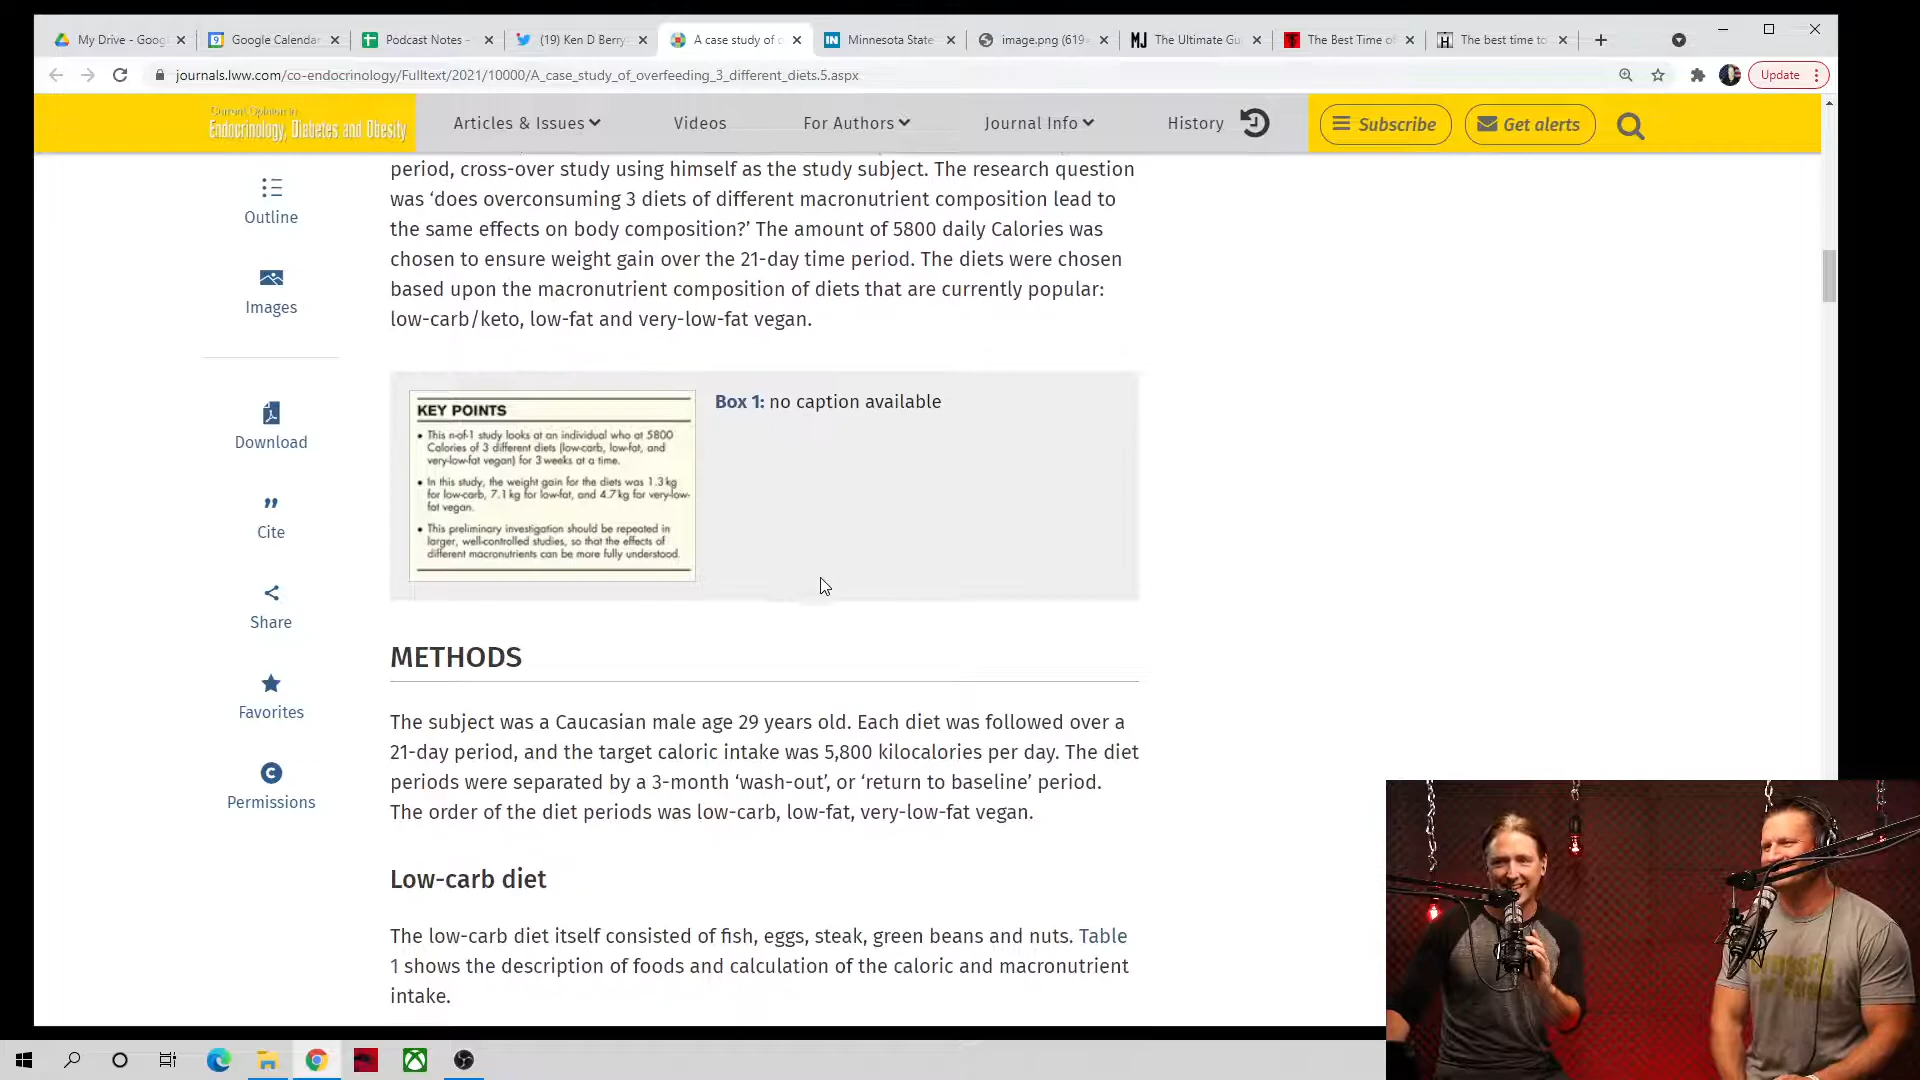 My Drive - Goog
Google Calendar
Podcast Notes -
(19) Ken D Berry
A case study of o
Minnesota State
image.png (619
The Ultimate Gu
The Best Time o
The best time to
journals.lww.com/co-endocrinology/Fulltext/2021/10000/A_case_study_of_overfeeding_3_different_diets.5.aspx
Update
Current Opinion in
Endocrinology, Diabetes and Obesity
Articles & Issues
Videos
For Authors
Journal Info
History
Subscribe
Get alerts
Outline
Images
Download
Cite
Share
Favorites
Permissions
period, cross-over study using himself as the study subject. The research question
was ‘does overconsuming 3 diets of different macronutrient composition lead to
the same effects on body composition?’ The amount of 5800 daily Calories was
chosen to ensure weight gain over the 21-day time period. The diets were chosen
based upon the macronutrient composition of diets that are currently popular:
low-carb/keto, low-fat and very-low-fat vegan.
KEY POINTS
• This n-of-1 study looks at an individual who at 5800
Calories of 3 different diets (low-carb, low-fat, and
very-low-fat vegan) for 3 weeks at a time.
• In this study, the weight gain for the diets was 1.3 kg
for low-carb, 7.1 kg for low-fat, and 4.7 kg for very-low-
fat vegan.
• This preliminary investigation should be repeated in
larger, well-controlled studies, so that the effects of
different macronutrients can be more fully understood.
Box 1: no caption available
METHODS
The subject was a Caucasian male age 29 years old. Each diet was followed over a
21-day period, and the target caloric intake was 5,800 kilocalories per day. The diet
periods were separated by a 3-month ‘wash-out’, or ‘return to baseline’ period.
The order of the diet periods was low-carb, low-fat, very-low-fat vegan.
Low-carb diet
The low-carb diet itself consisted of fish, eggs, steak, green beans and nuts. Table
1 shows the description of foods and calculation of the caloric and macronutrient
intake.